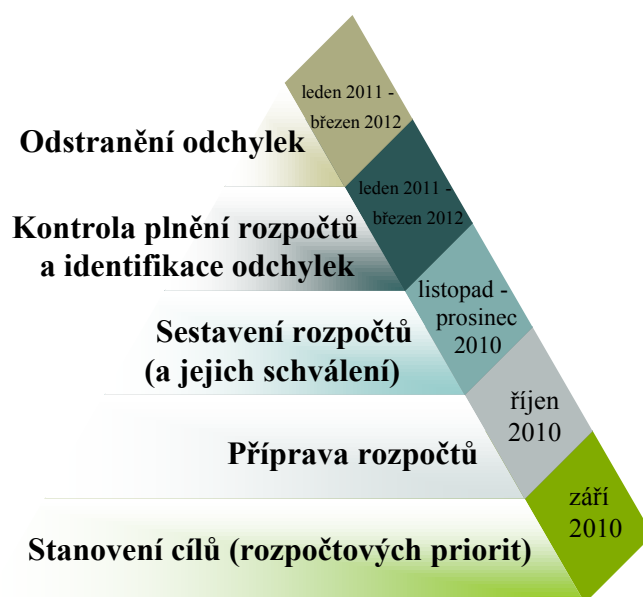 leden 2011 -
březen 2012
Odstranění odchylek
leden 2011 -
březen 2012
Kontrola plnění rozpočtů
a identifikace odchylek
listopad -
prosinec
2010
Sestavení rozpočtů
(a jejich schválení)
říjen
2010
Příprava rozpočtů
září
2010
Stanovení cílů (rozpočtových priorit)